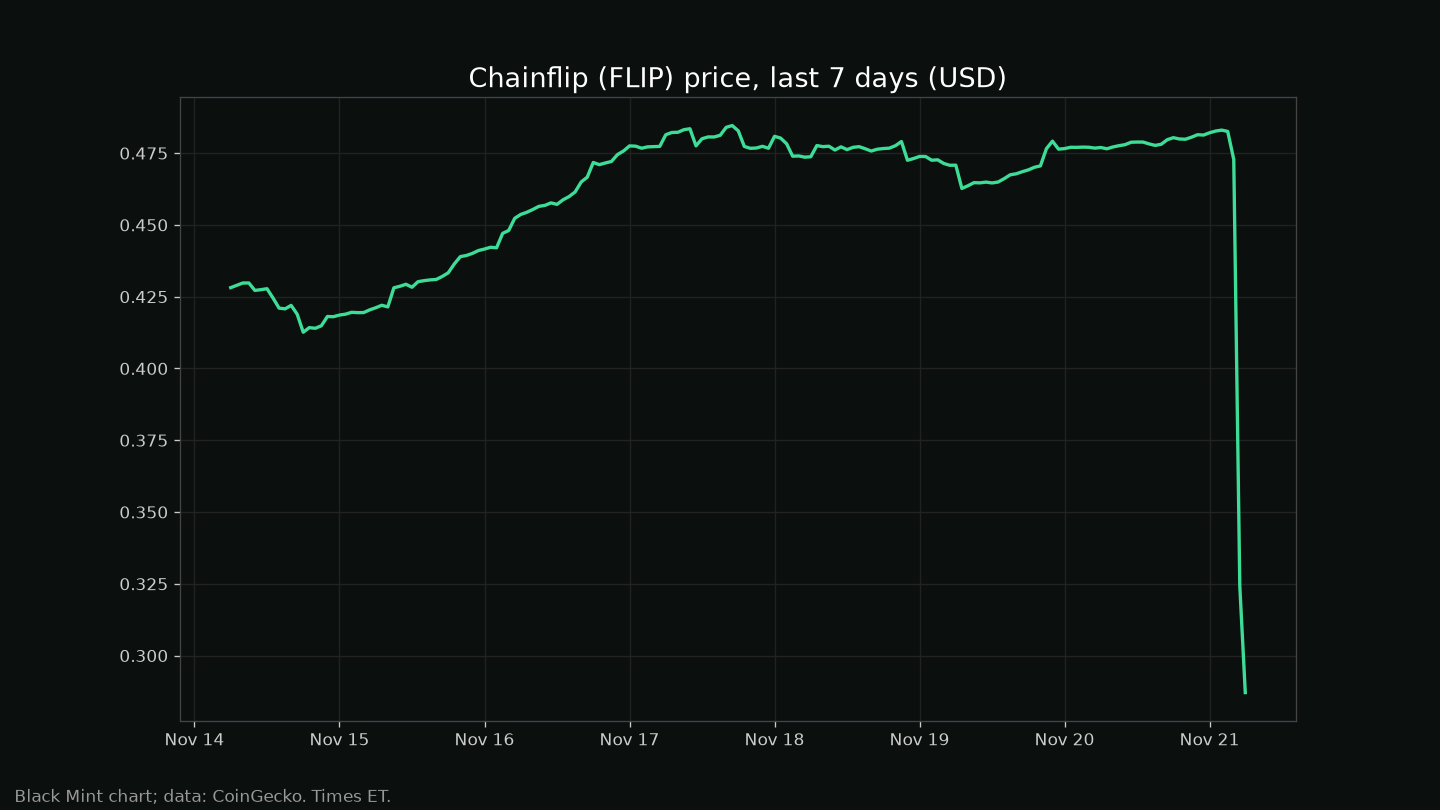 Chainflip (FLIP) price, last 7 days (USD)
0.475
0.450
0.425
0.400
0.375
0.350
0.325
0.300
Nov 14 Nov 15 Nov 16 Nov 17 Nov 18 Nov 19 Nov 20 Nov 21
Black Mint chart; data: CoinGecko. Times ET.